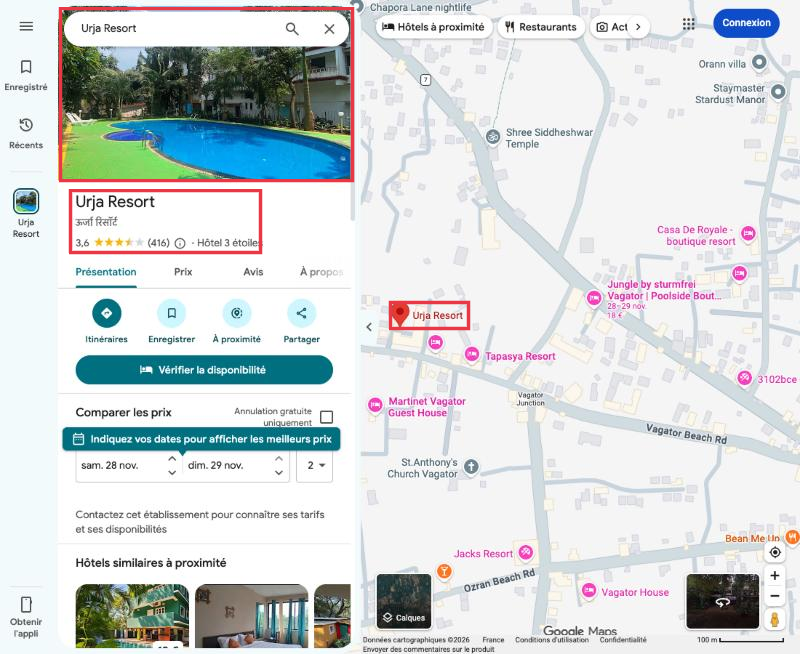 Urja Resort
Enregistré
Récents
Urja
Resort
Obtenir
l'appli
Urja Resort
ऊर्जा रिसॉर्ट
3,6 (416) · Hôtel 3 étoiles
Présentation Prix Avis À propos
Itinéraires Enregistrer À proximité Partager
Vérifier la disponibilité
Comparer les prix
Annulation gratuite
uniquement
Indiquez vos dates pour afficher les meilleurs prix
sam. 28 nov. dim. 29 nov. 2
Contactez cet établissement pour connaître ses tarifs
et ses disponibilités
Hôtels similaires à proximité
Chapora Lane nightlife
Hôtels à proximité Restaurants Act
Connexion
Orann villa
7
Staymaster
Stardust Manor
Shree Siddheshwar
Temple
Casa De Royale -
boutique resort
Jungle by sturmfrei
Vagator | Poolside Bout...
28–29 nov.
18 €
Urja Resort
Tapasya Resort
3102bce
Martinet Vagator
Guest House
Vagator
Junction
Vagator Beach Rd
St.Anthony's
Church Vagator
Bean Me Up
Jacks Resort
Ozran Beach Rd
Vagator House
Calques
Google Maps
Données cartographiques ©2026 France Conditions d'utilisation Confidentialité 100 m
Envoyer des commentaires sur le produit